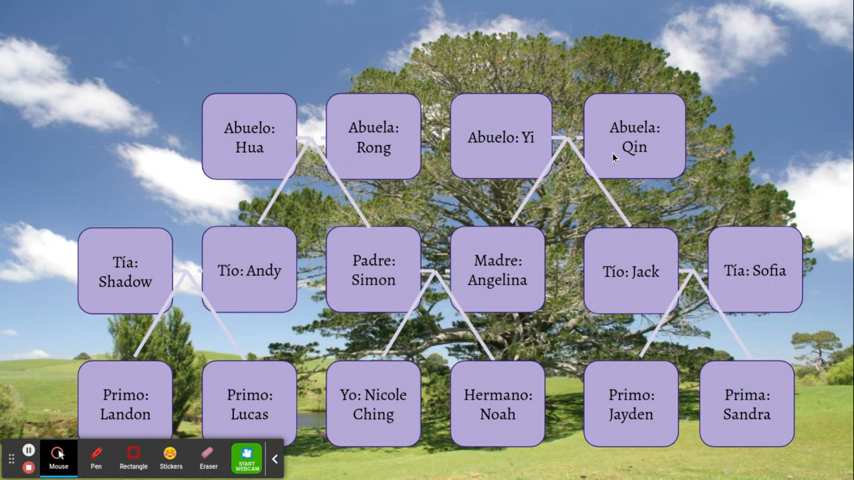 Abuelo:
Hua
Abuela:
Rong
Abuelo: Yi
Abuela:
Qin
Tía:
Shadow
Tío: Andy
Padre:
Simon
Madre:
Angelina
Tío: Jack
Tía: Sofia
Primo:
Landon
Primo:
Lucas
Yo: Nicole
Ching
Hermano:
Noah
Primo:
Jayden
Prima:
Sandra
Mouse
Pen
Rectangle
Stickers
Eraser
START
WEBCAM